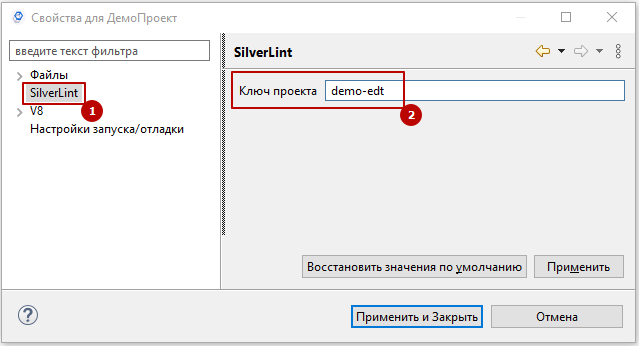 Свойства для ДемоПроект
введите текст фильтра
Файлы
SilverLint
1
V8
Настройки запуска/отладки
SilverLint
Ключ проекта
demo-edt
2
Восстановить значения по умолчанию
Применить
?
Применить и Закрыть
Отмена